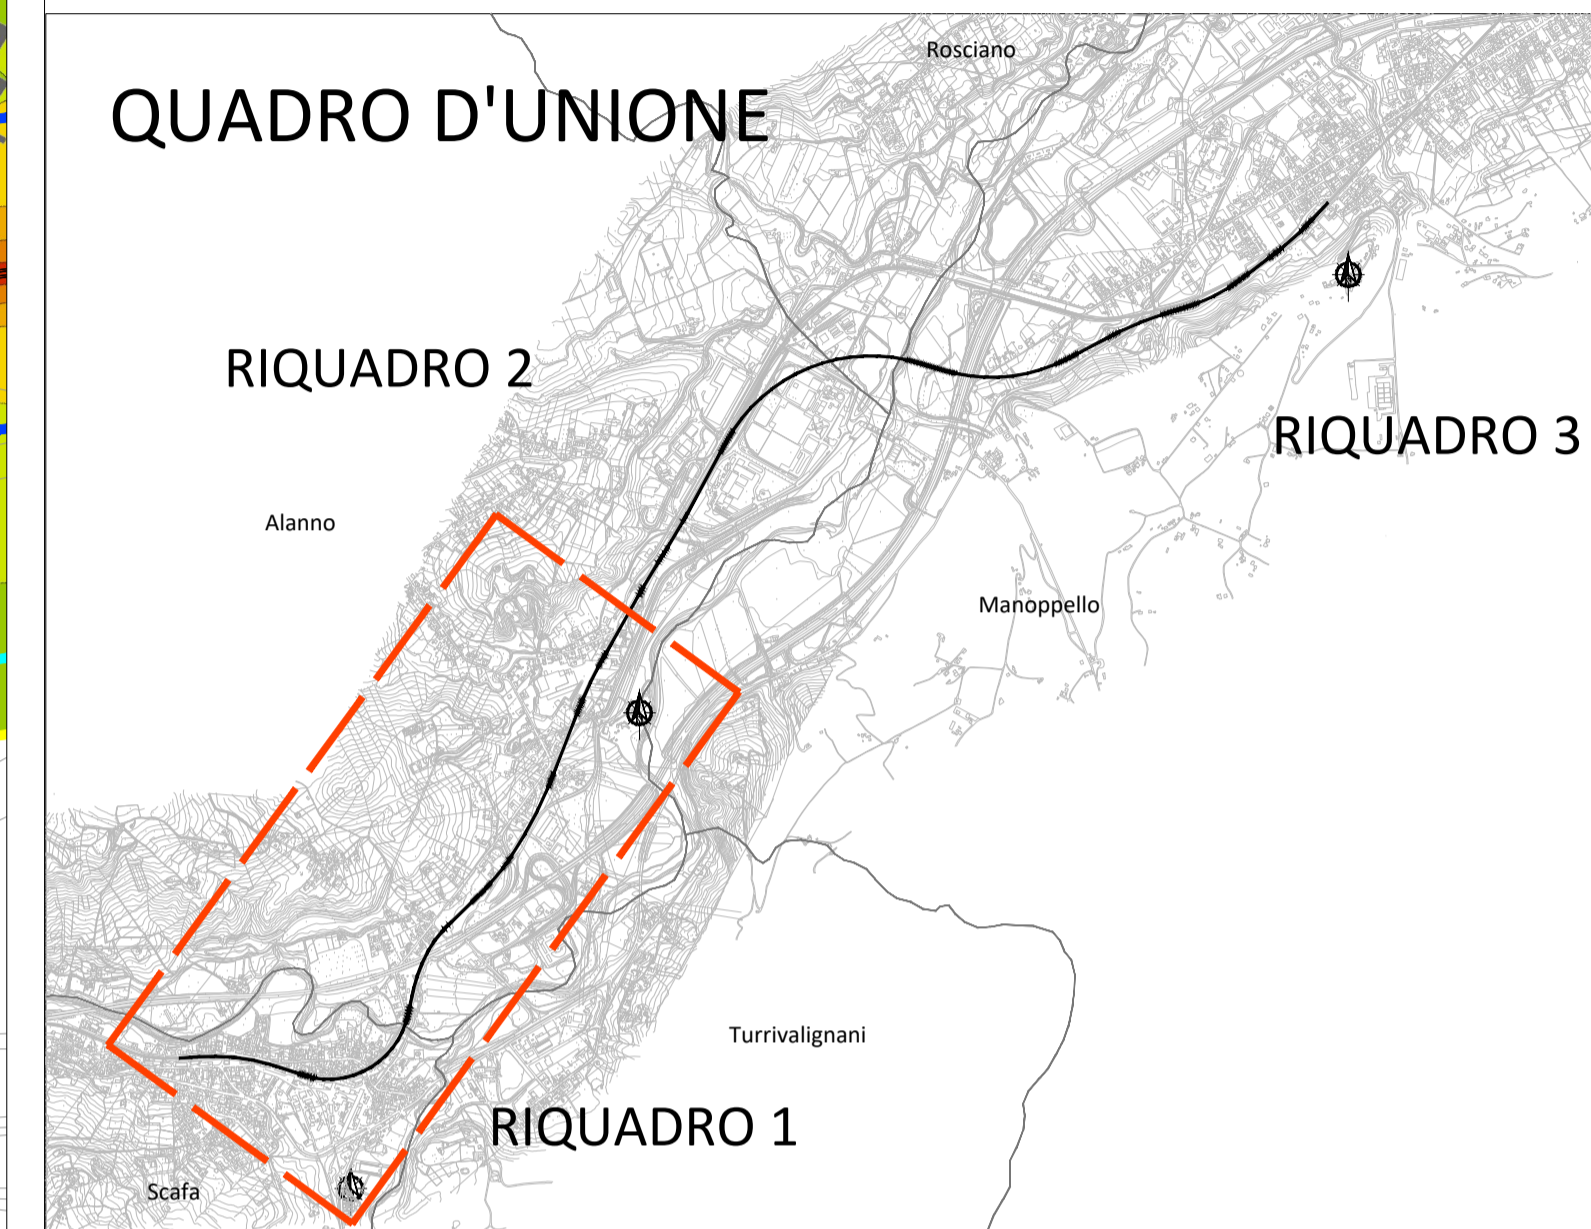 Rosciano
QUADRO D'UNIONE
RIQUADRO 2
RIQUADRO 3
Alanno
Manoppello
Turrivalignani
RIQUADRO 1
Scafa